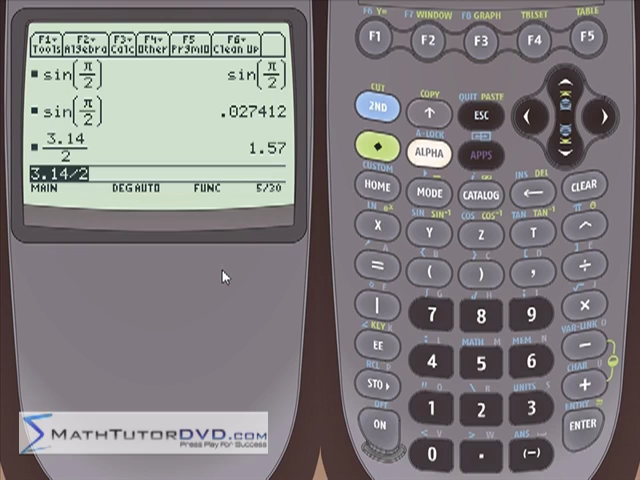 F1▾ F2▾ F3▾ F4▾ F5 F6▾
Tools Algebra Calc Other PrgmIO Clean Up
▪ sin(π/2) sin(π/2)
▪ sin(π/2) .027412
▪ 3.14/2 1.57
3.14/2
MAIN DEG AUTO FUNC 5/30
MATHTUTORDVD.COM
Press Play For Success
F6 Y= F7 WINDOW F8 GRAPH TBLSET TABLE
F1 F2 F3 F4 F5
CUT COPY QUIT PASTE
2ND ↑ ESC
A-LOCK
◆ ALPHA APPS
CUSTOM INS DEL
HOME MODE CATALOG ← CLEAR
LN eˣ SIN SIN⁻¹ COS COS⁻¹ TAN TAN⁻¹ π θ
X Y Z T ^
= ( ) , ÷
| 7 8 9 ×
KEY MATH M MEM N VAR-LINK O
EE 4 5 6 −
RCL P UNITS S CHAR
STO▸ 1 2 3 +
OFF ANS ENTRY
ON 0 . (−) ENTER